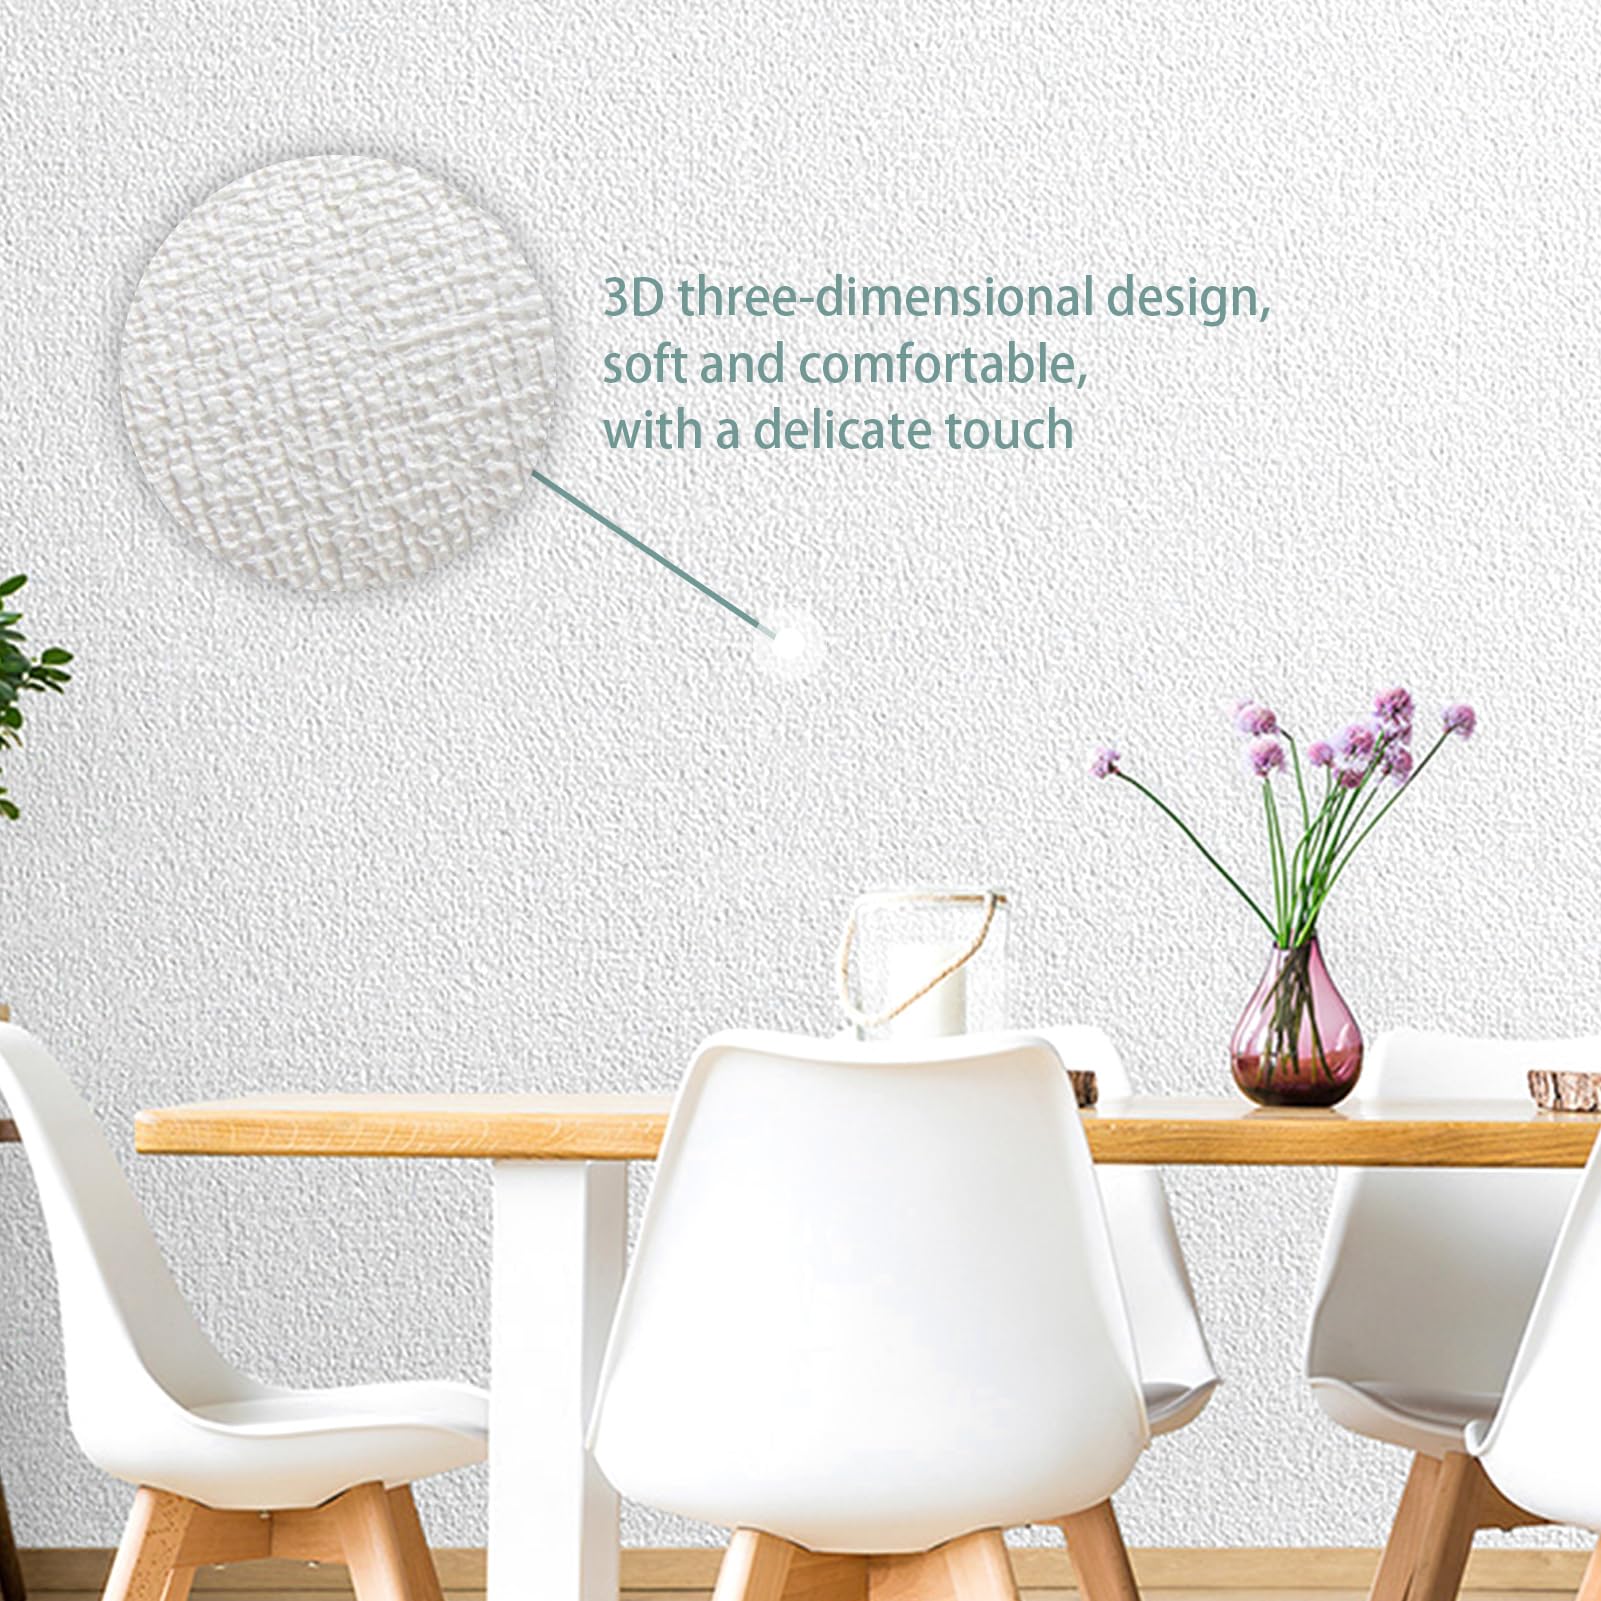 3D three-dimensional design,
soft and comfortable,
with a delicate touch